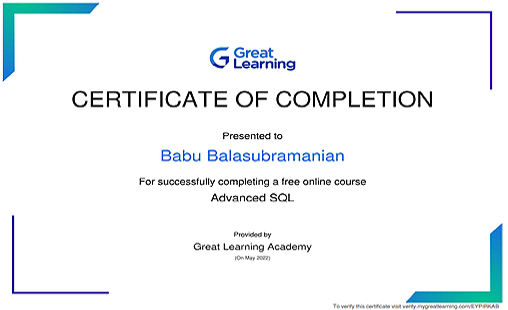 Great
Learning
CERTIFICATE OF COMPLETION
Presented to
Babu Balasubramanian
For successfully completing a free online course
Advanced SQL
Provided by
Great Learning Academy
(On May 2022)
To verify this certificate visit verify.mygreatlearning.com/EYPIRKAB